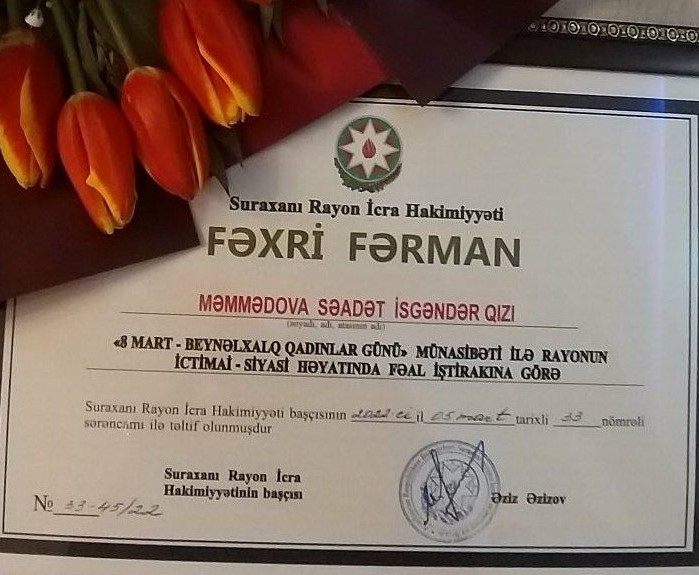 Suraxanı Rayon İcra Hakimiyyəti
FƏXRİ FƏRMAN
MƏMMƏDOVA SƏADƏT İSGƏNDƏR QIZI
(soyadı, adı, atasının adı)
«8 MART - BEYNƏLXALQ QADINLAR GÜNÜ» MÜNASİBƏTİ İLƏ RAYONUN
İCTİMAİ - SİYASİ HƏYATINDA FƏAL İŞTİRAKINA GÖRƏ
Suraxanı Rayon İcra Hakimiyyəti başçısının 2022-ci il 05 mart tarixli 33 nömrəli
sərəncamı ilə təltif olunmuşdur
Suraxanı Rayon İcra
Hakimiyyətinin başçısı
Əziz Əzizov
№ 33-45/22